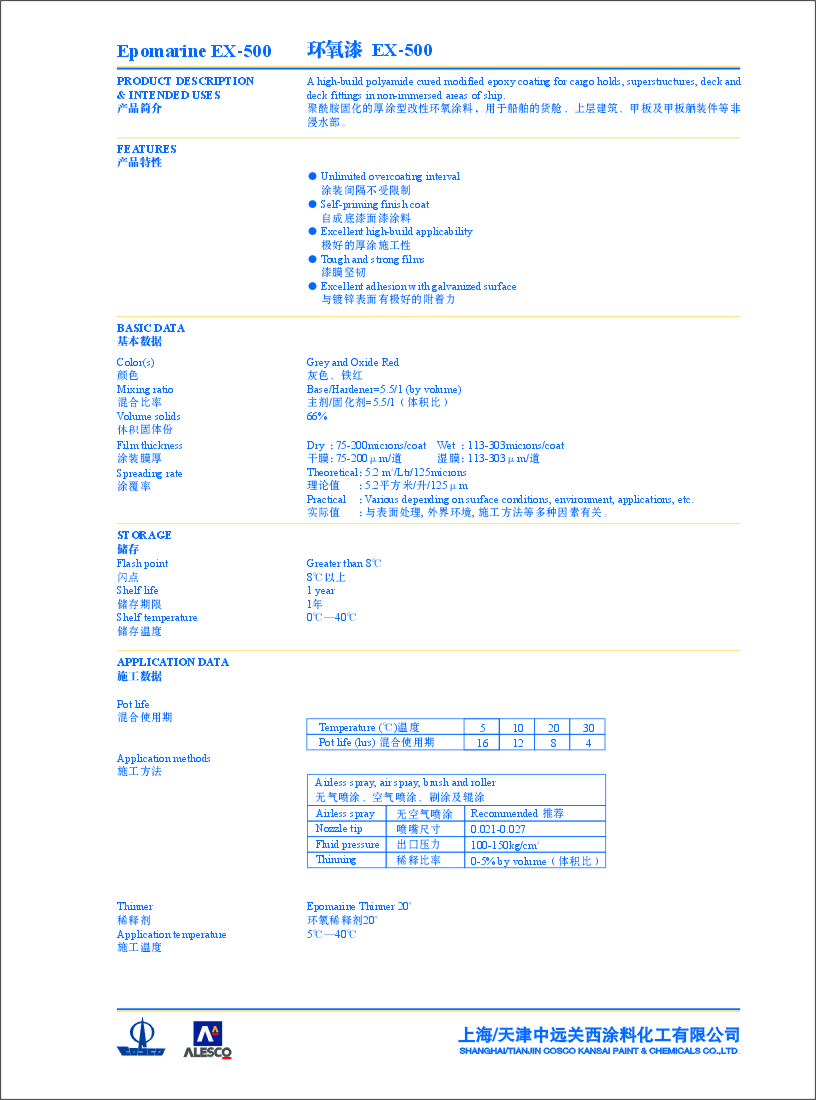 Epomarine EX-500 环氧漆 EX-500
PRODUCT DESCRIPTION
& INTENDED USES
产品简介
A high-build polyamide cured modified epoxy coating for cargo holds, superstructures, deck and
deck fittings in non-immersed areas of ship.
聚酰胺固化的厚涂型改性环氧涂料，用于船舶的货舱、上层建筑、甲板及甲板舾装件等非
浸水部.
FEATURES
产品特性
● Unlimited overcoating interval
涂装间隔不受限制
● Self-priming finish coat
自成底漆面漆涂料
● Excellent high-build applicability
极好的厚涂施工性
● Tough and strong films
漆膜坚韧
● Excellent adhesion with galvanized surface
与镀锌表面有极好的附着力
BASIC DATA
基本数据
Color(s) Grey and Oxide Red
颜色 灰色、铁红
Mixing ratio Base/Hardener=5.5/1 (by volume)
混合比率 主剂/固化剂=5.5/1（体积比）
Volume solids 66%
体积固体份
Film thickness Dry : 75-200microns/coat Wet : 113-303microns/coat
涂装膜厚 干膜: 75-200μm/道 湿膜: 113-303μm/道
Spreading rate Theoretical: 5.2 m²/Ltr/125microns
涂覆率 理论值 : 5.2平方米/升/125μm
Practical : Various depending on surface conditions, environment, applications, etc.
实际值 : 与表面处理, 外界环境, 施工方法等多种因素有关.
STORAGE
储存
Flash point Greater than 8℃
闪点 8℃以上
Shelf life 1 year
储存期限 1年
Shelf temperature 0℃—40℃
储存温度
APPLICATION DATA
施工数据
Pot life
混合使用期
Temperature (℃)温度 5 10 20 30
Pot life (hrs) 混合使用期 16 12 8 4
Application methods
施工方法
Airless spray, air spray, brush and roller
无气喷涂、空气喷涂、刷涂及辊涂
Airless spray 无空气喷涂 Recommended 推荐
Nozzle tip 喷嘴尺寸 0.021-0.027
Fluid pressure 出口压力 100-150kg/cm²
Thinning 稀释比率 0-5% by volume（体积比）
Thinner Epomarine Thinner 20#
稀释剂 环氧稀释剂20#
Application temperature 5℃—40℃
施工温度
COSCO
ALESCO
上海/天津中远关西涂料化工有限公司
SHANGHAI/TIANJIN COSCO KANSAI PAINT & CHEMICALS CO.,LTD.